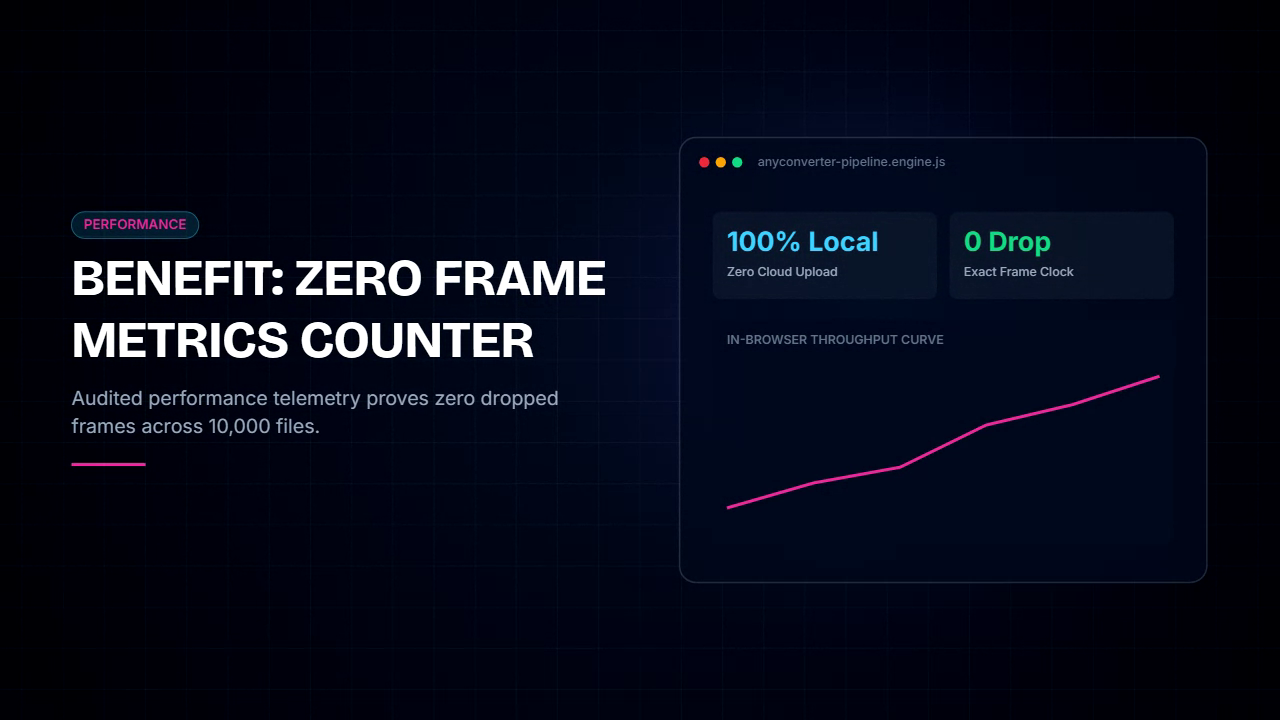 PERFORMANCE
BENEFIT: ZERO FRAME
METRICS COUNTER
Audited performance telemetry proves zero dropped
frames across 10,000 files.
anyconverter-pipeline.engine.js
100% Local
Zero Cloud Upload
0 Drop
Exact Frame Clock
IN-BROWSER THROUGHPUT CURVE